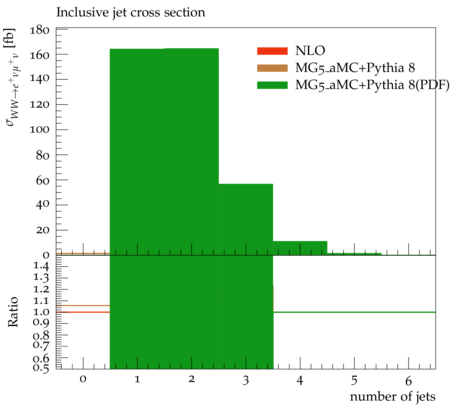 Inclusive jet cross section
σWW→e⁺νμ⁺ν [fb]
180
160
140
120
100
80
60
40
20
0
NLO
MG5_aMC+Pythia 8
MG5_aMC+Pythia 8(PDF)
Ratio
1.4
1.3
1.2
1.1
1.0
0.9
0.8
0.7
0.6
0.5
0 1 2 3 4 5 6
number of jets